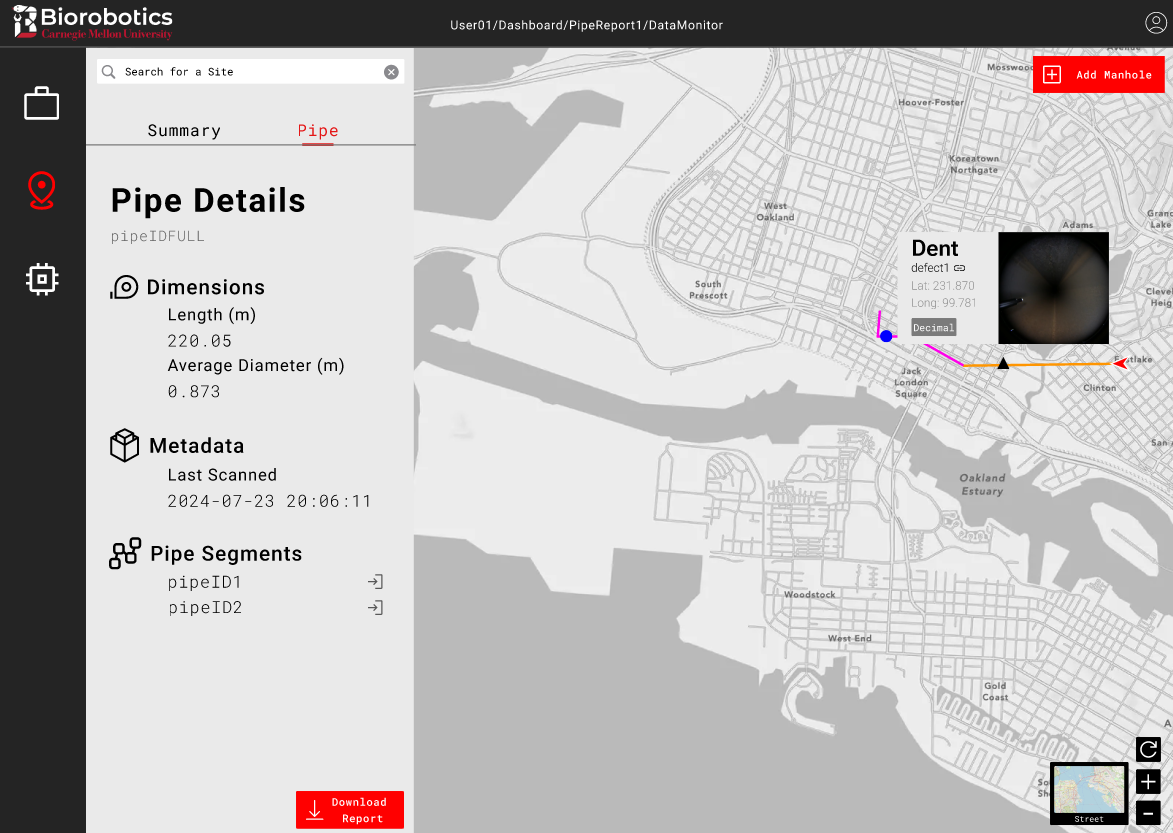 Biorobotics
Carnegie Mellon University
User01/Dashboard/PipeReport1/DataMonitor
Search for a Site
Summary
Pipe
Pipe Details
pipeIDFULL
Dimensions
Length (m)
220.05
Average Diameter (m)
0.873
Metadata
Last Scanned
2024-07-23 20:06:11
Pipe Segments
pipeID1
pipeID2
Download
Report
Avenue
Mosswood
Add Manhole
Hoover-Foster
Koreatown
Northgate
West
Oakland
Adams
Grand
Lake
Dent
defect1
Lat: 231.870
Long: 99.781
Decimal
South
Prescott
Jack
London
Square
Clinton
San A
Oakland
Estuary
Woodstock
West End
Gold
Coast
Street